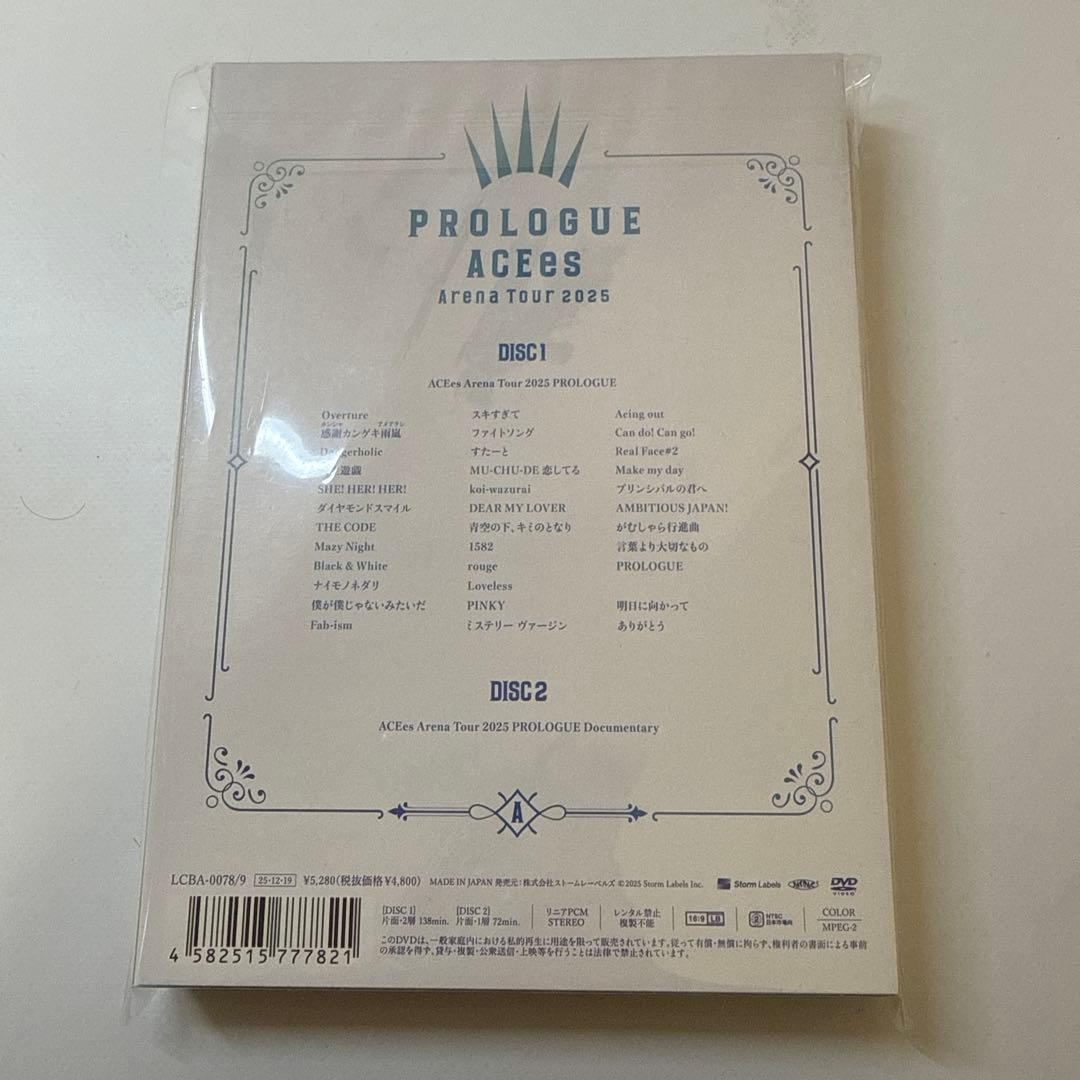 PROLOGUE
ACEes
Arena Tour 2025
DISC 1
ACEes Arena Tour 2025 PROLOGUE
Overture
カンシャ アメアラシ
感謝カンゲキ雨嵐
Dangerholic
遊戯
SHE! HER! HER!
ダイヤモンドスマイル
THE CODE
Mazy Night
Black & White
ナイモノネダリ
僕が僕じゃないみたいだ
Fab-ism
スキすぎて
ファイトソング
すたーと
MU-CHU-DE 恋してる
koi-wazurai
DEAR MY LOVER
青空の下、キミのとなり
1582
rouge
Loveless
PINKY
ミステリー ヴァージン
Acing out
Can do! Can go!
Real Face#2
Make my day
プリンシパルの君へ
AMBITIOUS JAPAN!
がむしゃら行進曲
言葉より大切なもの
PROLOGUE
明日に向かって
ありがとう
DISC 2
ACEes Arena Tour 2025 PROLOGUE Documentary
A
LCBA-0078/9 25・12・19 ¥5,280(税抜価格 ¥4,800) MADE IN JAPAN 発売元:株式会社ストームレーベルズ ©2025 Storm Labels Inc. Storm Labels DVD VIDEO
[DISC 1] 片面・2層 138min. [DISC 2] 片面・1層 72min. リニアPCM STEREO レンタル禁止 複製不能 16:9 LB 2 NTSC 日本市場向 COLOR MPEG-2
このDVDは、一般家庭内における私的再生に用途を限って販売されています。従って有償・無償に拘らず、権利者の書面による事前
の承認を得ず、貸与・複製・公衆送信・上映等を行うことは法律で禁止されています。
4 582515 777821